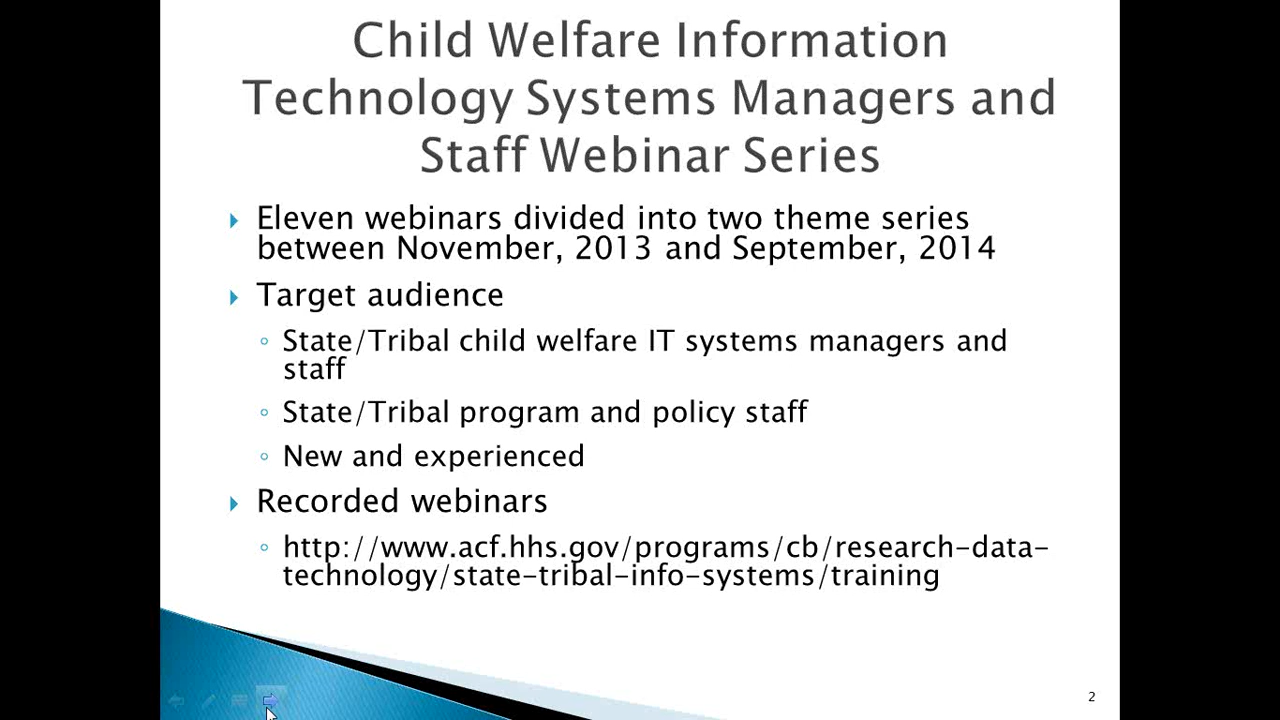 Child Welfare Information
Technology Systems Managers and
Staff Webinar Series
Eleven webinars divided into two theme series
between November, 2013 and September, 2014
Target audience
State/Tribal child welfare IT systems managers and
staff
State/Tribal program and policy staff
New and experienced
Recorded webinars
http://www.acf.hhs.gov/programs/cb/research-data-
technology/state-tribal-info-systems/training
2